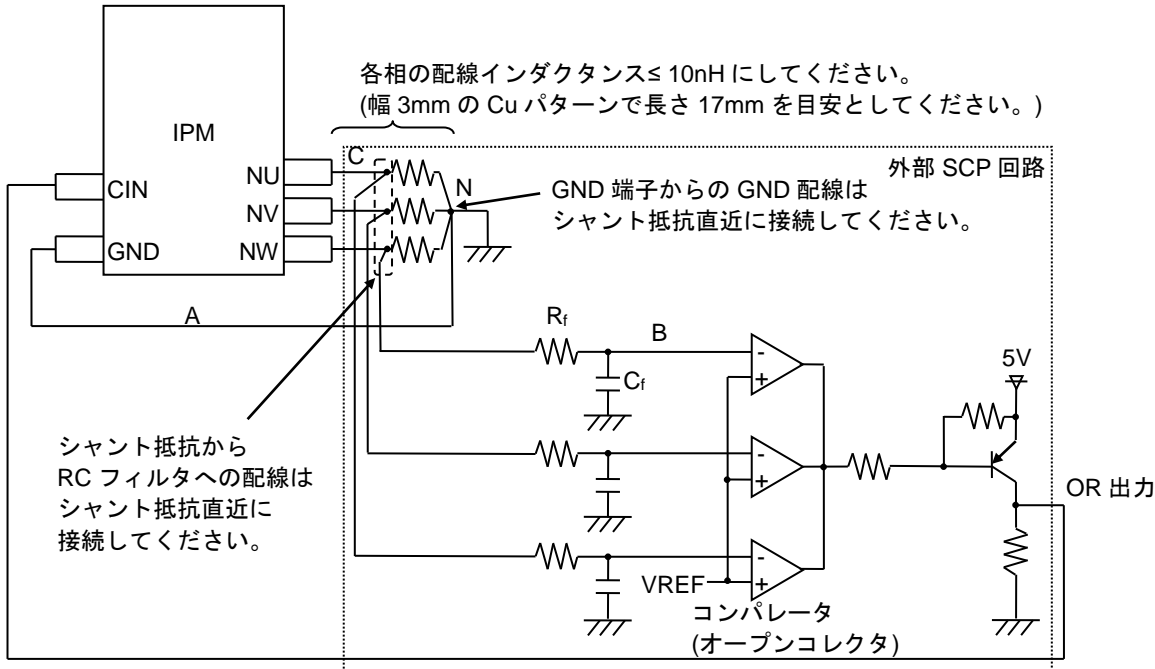 各相の配線インダクタンス≤ 10nH にしてください。
(幅 3mm の Cu パターンで長さ 17mm を目安としてください。)
IPM
外部 SCP 回路
C
NU
N
CIN
GND 端子からの GND 配線は
シャント抵抗直近に接続してください。
NV
GND
NW
A
Rf
B
-
+
5V
Cf
シャント抵抗から
RC フィルタへの配線は
シャント抵抗直近に
接続してください。
-
+
OR 出力
-
+
VREF
コンパレータ
(オープンコレクタ)